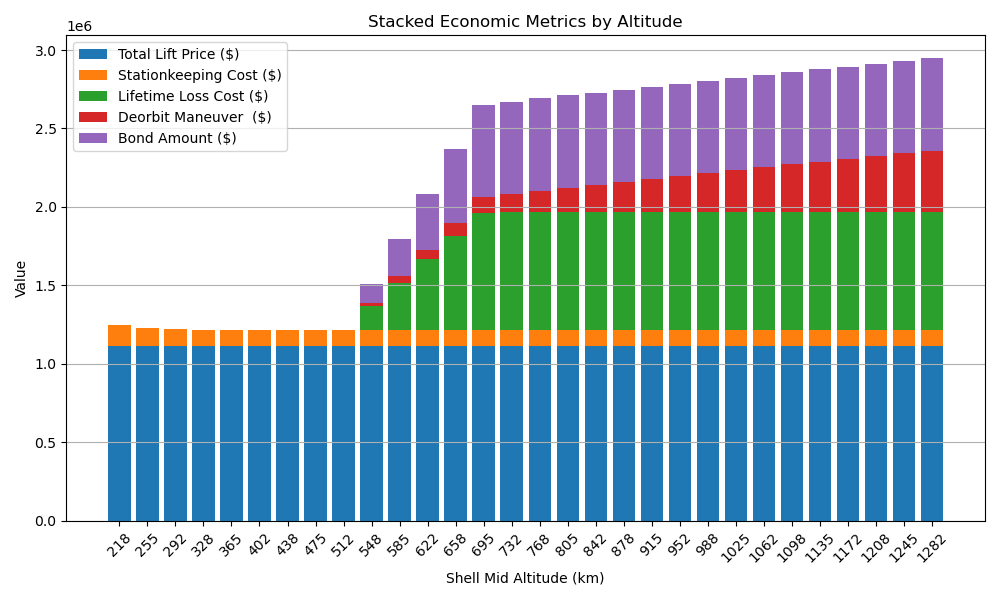 Stacked Economic Metrics by Altitude
1e6
Total Lift Price ($)
Stationkeeping Cost ($)
Lifetime Loss Cost ($)
Deorbit Maneuver  ($)
Bond Amount ($)
Value
3.0
2.5
2.0
1.5
1.0
0.5
0.0
218 255 292 328 365 402 438 475 512 548 585 622 658 695 732 768 805 842 878 915 952 988 1025 1062 1098 1135 1172 1208 1245 1282
Shell Mid Altitude (km)